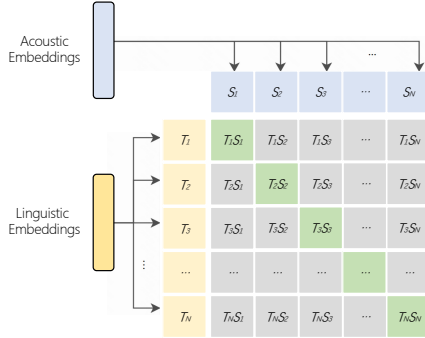 Acoustic
Embeddings
...
S1 S2 S3 ... SN
T1 T1S1 T1S2 T1S3 ... T1SN
T2 T2S1 T2S2 T2S3 ... T2SN
Linguistic
Embeddings
T3 T3S1 T3S2 T3S3 ... T3SN
...
... ... ... ... ... ...
TN TNS1 TNS2 TNS3 ... TNSN